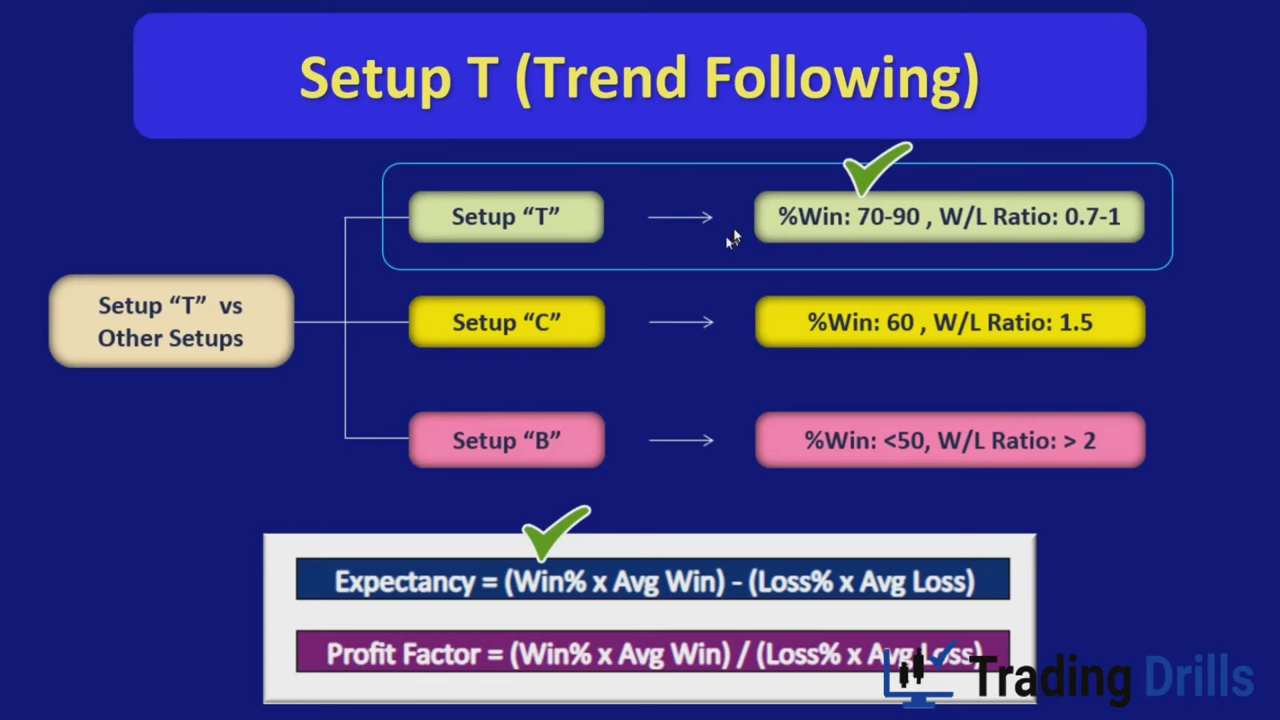 Setup T (Trend Following)
Setup “T”
%Win: 70-90 , W/L Ratio: 0.7-1
Setup “T” vs
Other Setups
Setup “C”
%Win: 60 , W/L Ratio: 1.5
Setup “B”
%Win: <50, W/L Ratio: > 2
Expectancy = (Win% x Avg Win) - (Loss% x Avg Loss)
Profit Factor = (Win% x Avg Win) / (Loss% x Avg Loss)
Trading Drills